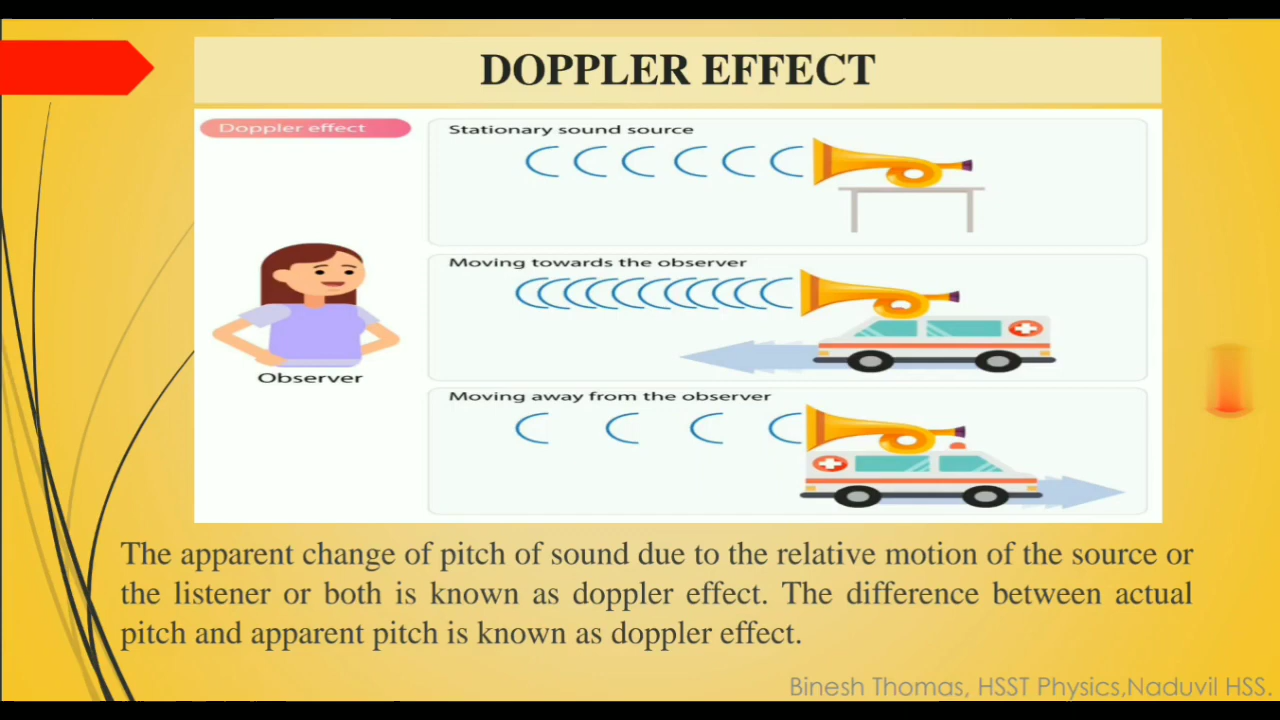 DOPPLER EFFECT
Doppler effect
Stationary sound source
Moving towards the observer
Observer
Moving away from the observer
The apparent change of pitch of sound due to the relative motion of the source or
the listener or both is known as doppler effect. The difference between actual
pitch and apparent pitch is known as doppler effect.
Binesh Thomas, HSST Physics,Naduvil HSS.